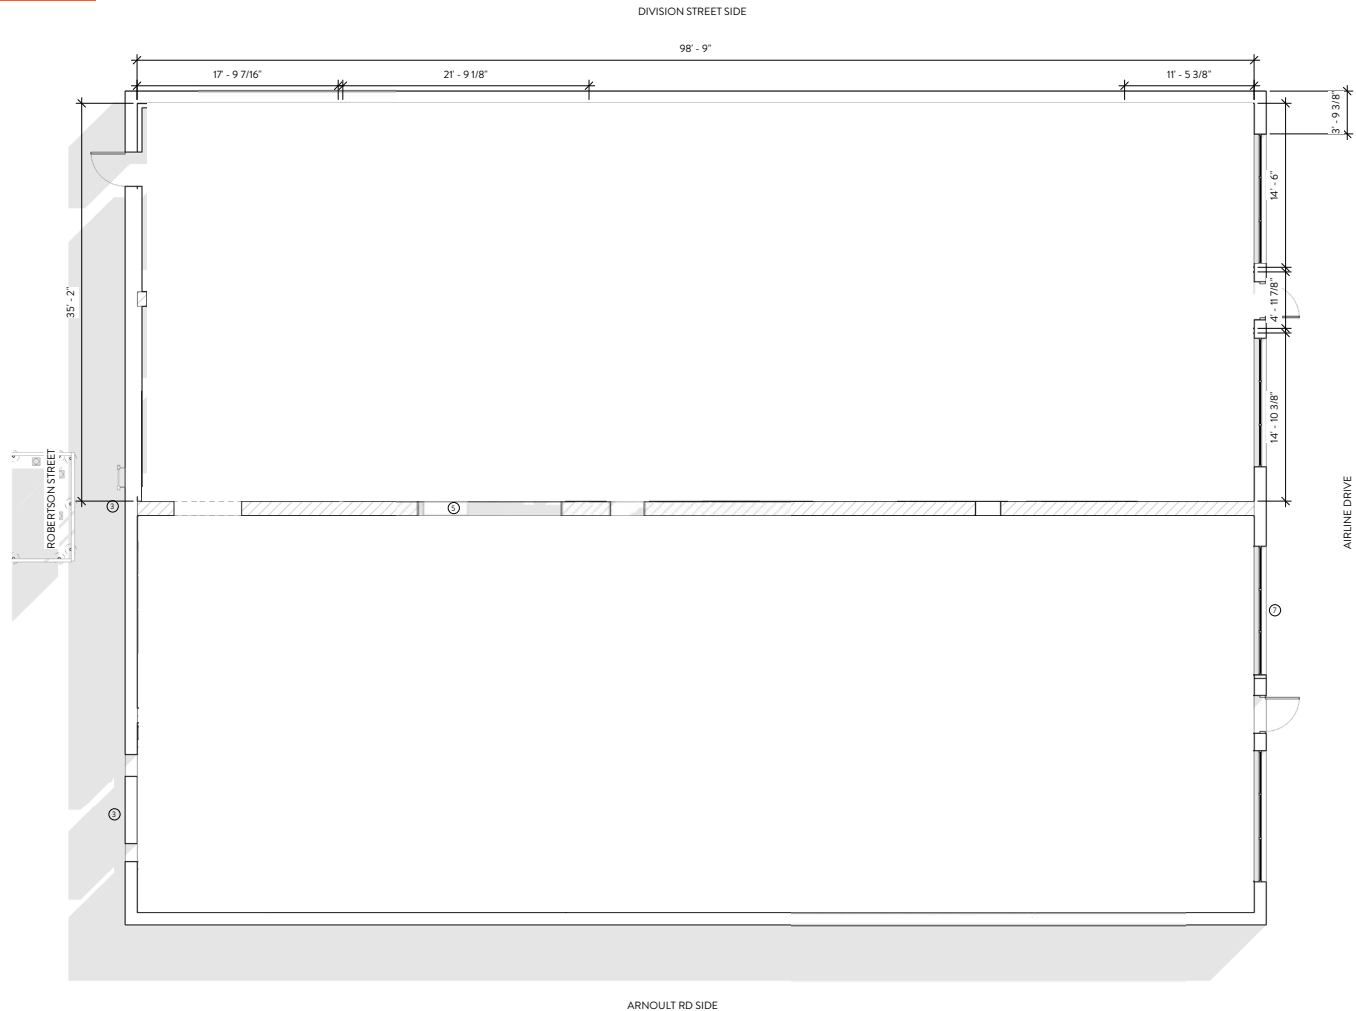 DIVISION STREET SIDE
98' - 9"
17' - 9 7/16"
21' - 9 1/8"
11' - 5 3/8"
3' - 9 3/8"
14' - 6"
35' - 2"
4' - 11 7/8"
14' - 10 3/8"
ROBERTSON STREET
AIRLINE DRIVE
3
5
7
3
ARNOULT RD SIDE